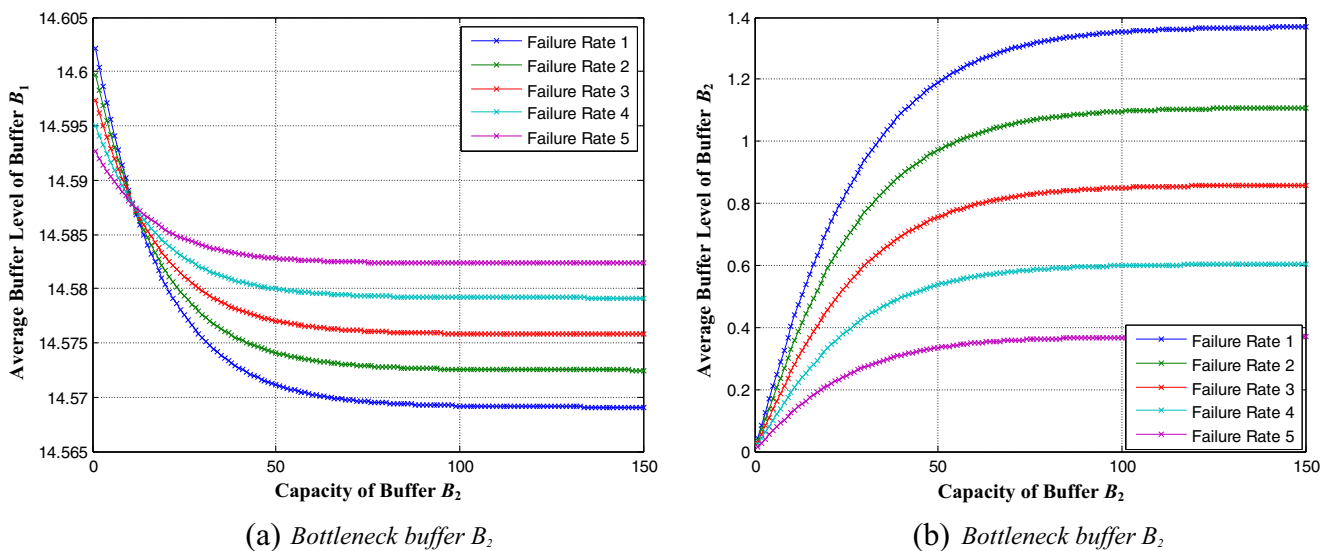 14.605
14.6
14.595
14.59
14.585
14.58
14.575
14.57
14.565
Average Buffer Level of Buffer B1
Failure Rate 1
Failure Rate 2
Failure Rate 3
Failure Rate 4
Failure Rate 5
0
50
100
150
Capacity of Buffer B2
(a) Bottleneck buffer B2
1.4
1.2
1
0.8
0.6
0.4
0.2
0
Average Buffer Level of Buffer B2
Failure Rate 1
Failure Rate 2
Failure Rate 3
Failure Rate 4
Failure Rate 5
0
50
100
150
Capacity of Buffer B2
(b) Bottleneck buffer B2